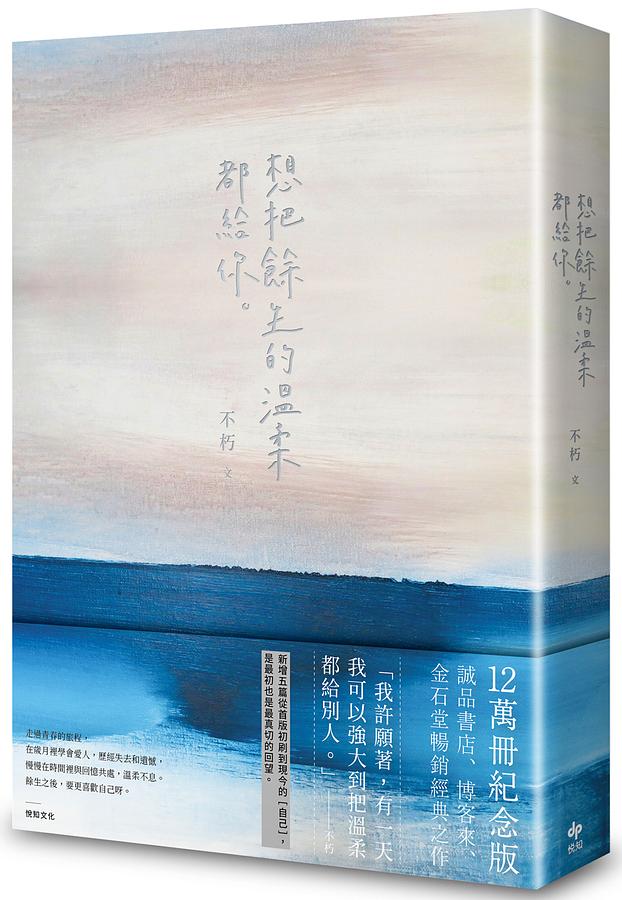 想把餘生的溫柔
都給你。
不朽 文
12萬冊紀念版
誠品書店、博客來、
金石堂暢銷經典之作
「我許願著，有一天
我可以強大到把溫柔
都給別人。」——不朽
新增五篇從首版初刷到現今的［自己］，
是最初也是最真切的回望。
走過青春的旅程，
在歲月裡學會愛人，歷經失去和遺憾，
慢慢在時間裡與回憶共處，溫柔不息。
餘生之後，要更喜歡自己呀。
悅知文化
想把餘生的溫柔
都給你。
不朽 文
dp
悅知